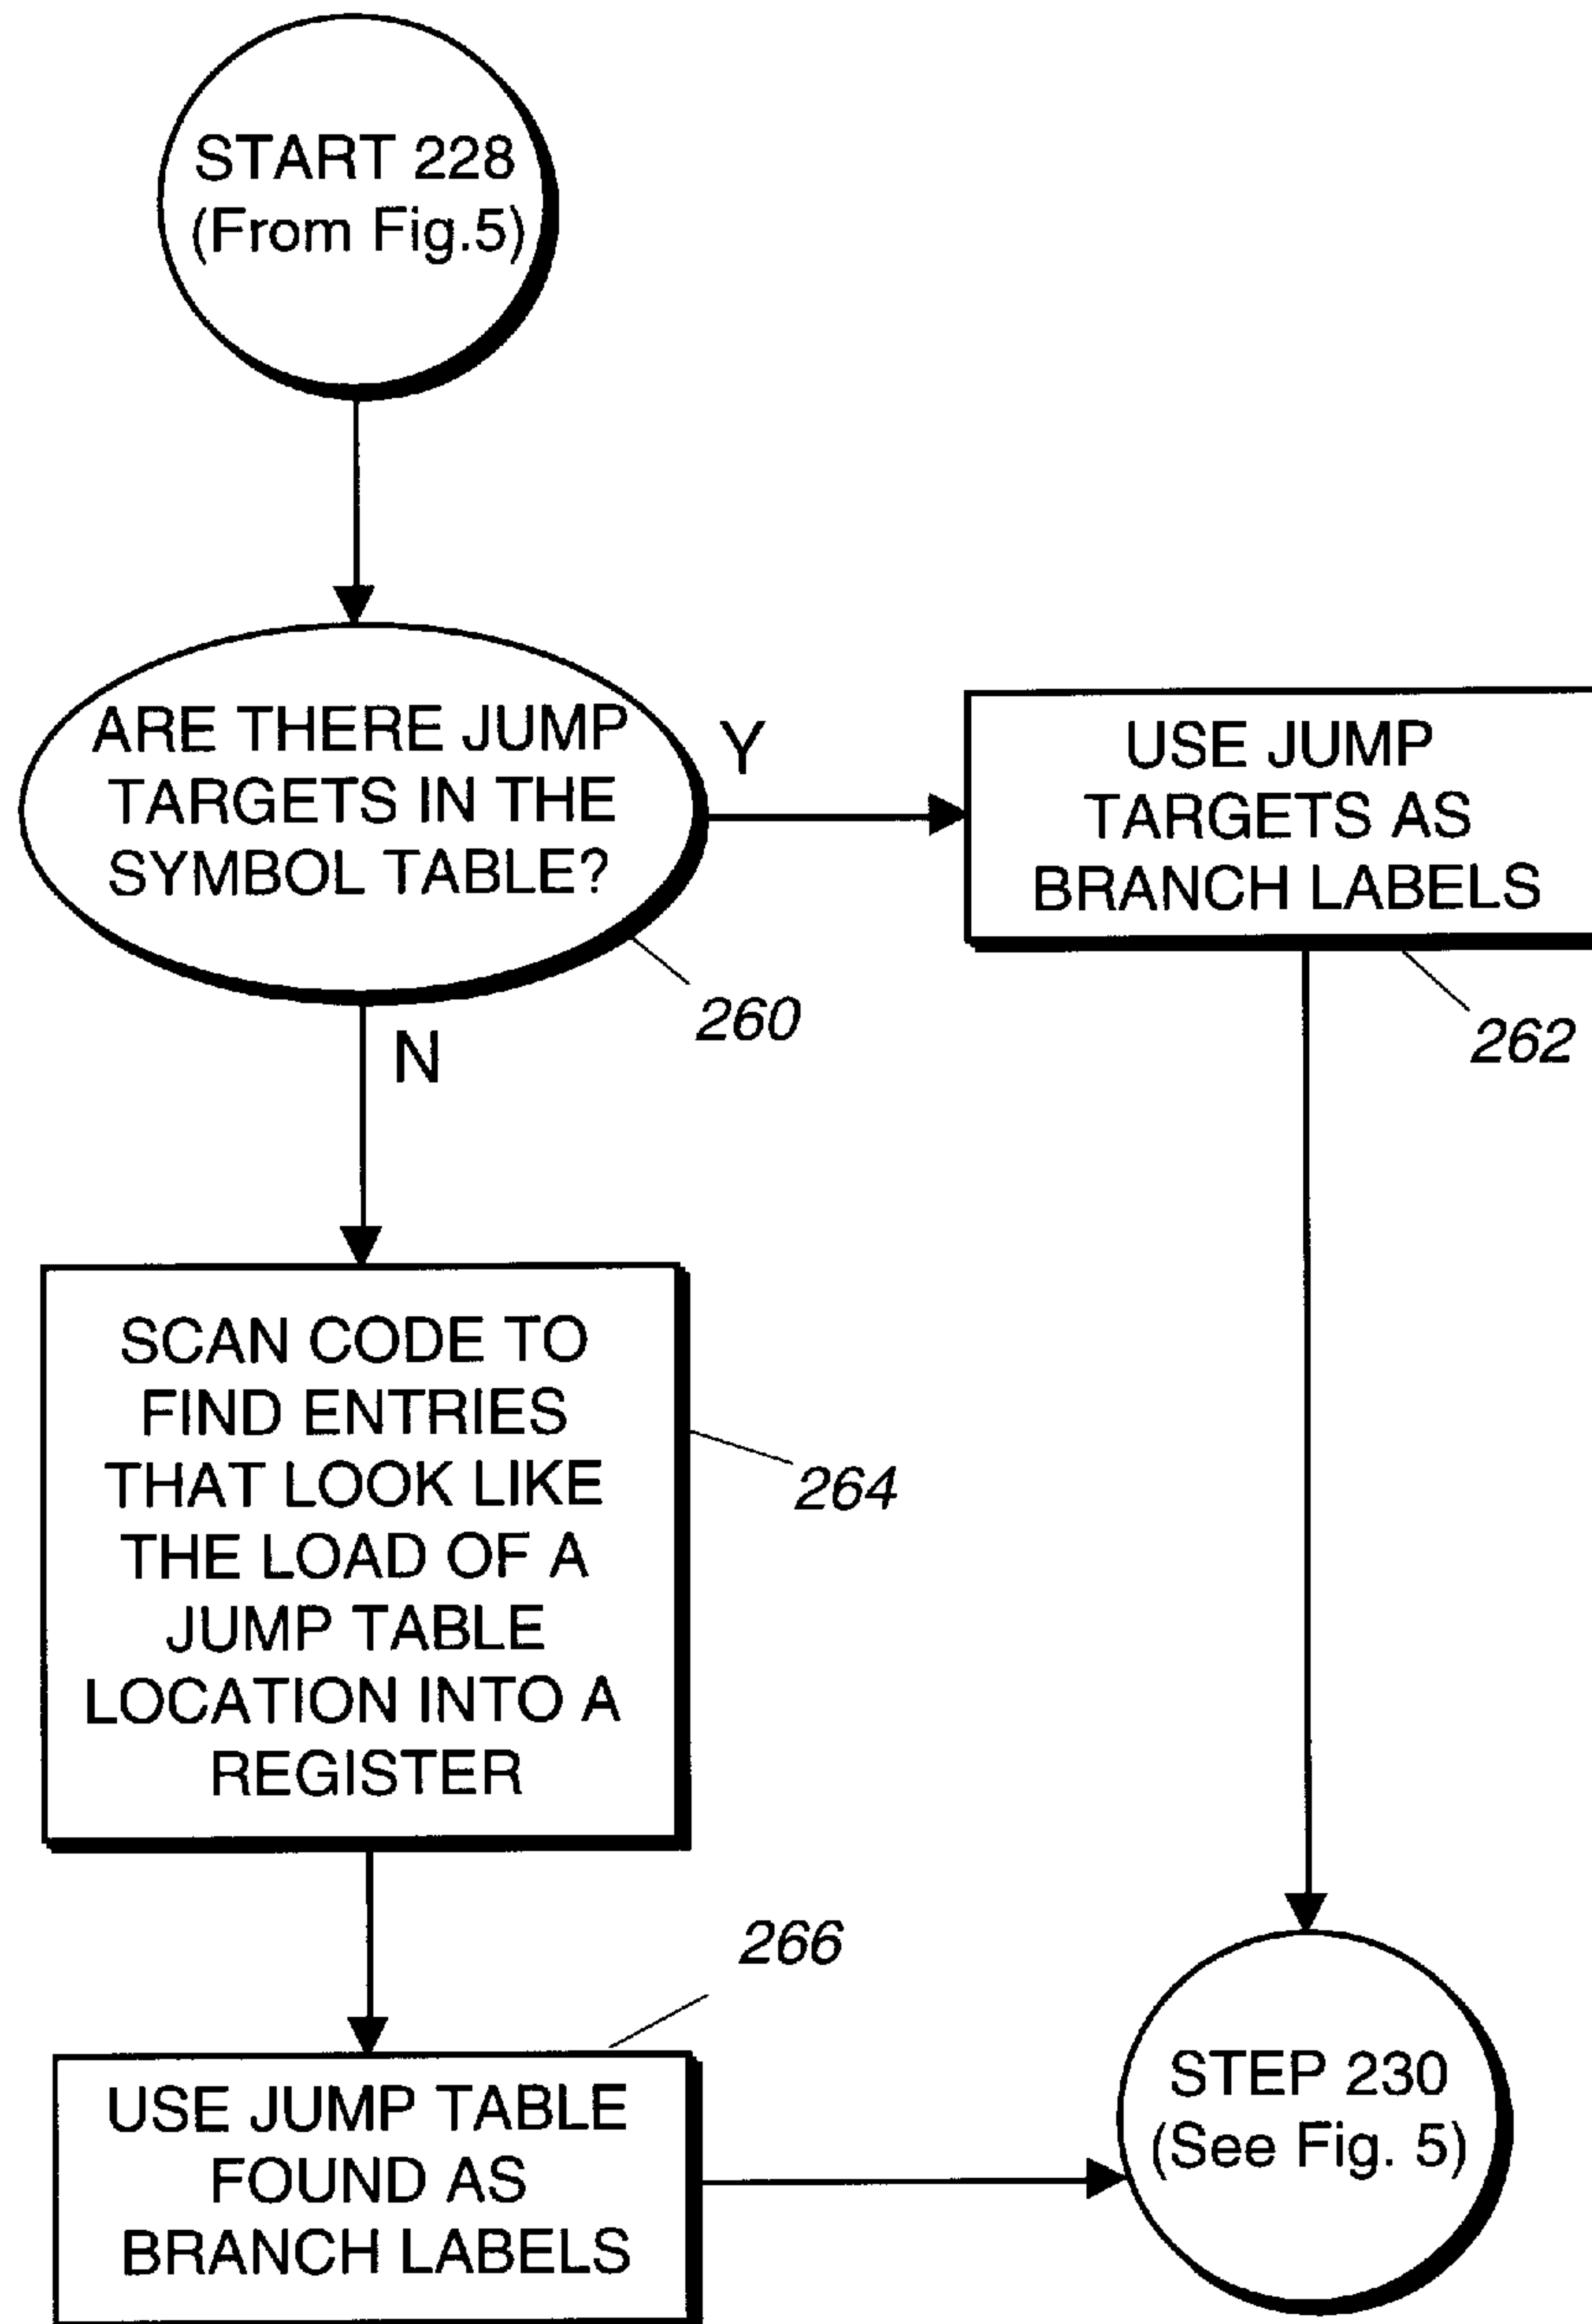 START 228
(From Fig.5)
ARE THERE JUMP
TARGETS IN THE
SYMBOL TABLE?
Y
USE JUMP
TARGETS AS
BRANCH LABELS
260
262
N
SCAN CODE TO
FIND ENTRIES
THAT LOOK LIKE
THE LOAD OF A
JUMP TABLE
LOCATION INTO A
REGISTER
264
266
USE JUMP TABLE
FOUND AS
BRANCH LABELS
STEP 230
(See Fig. 5)